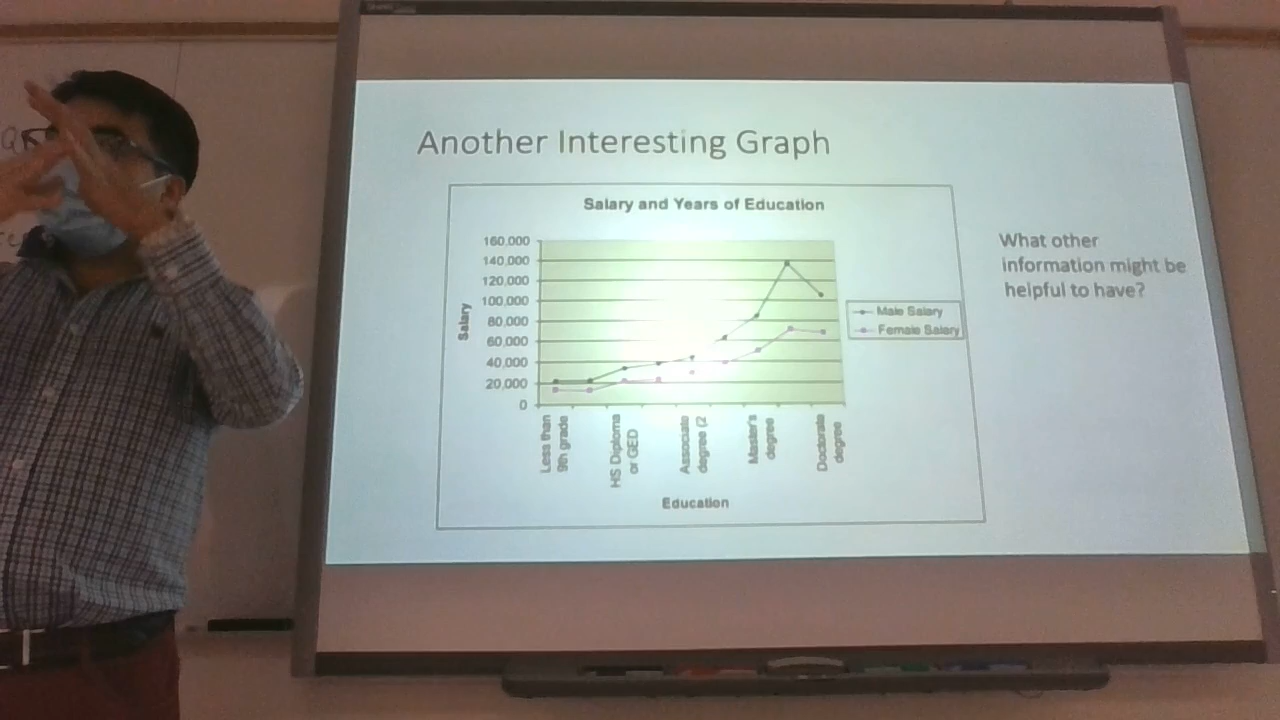 Another Interesting Graph
Salary and Years of Education
160,000
140,000
120,000
100,000
80,000
60,000
40,000
20,000
0
Salary
Less than
9th grade
HS Diploma
or GED
Associate
degree (2
Master's
degree
Doctorate
degree
Education
Male Salary
Female Salary
What other
information might be
helpful to have?